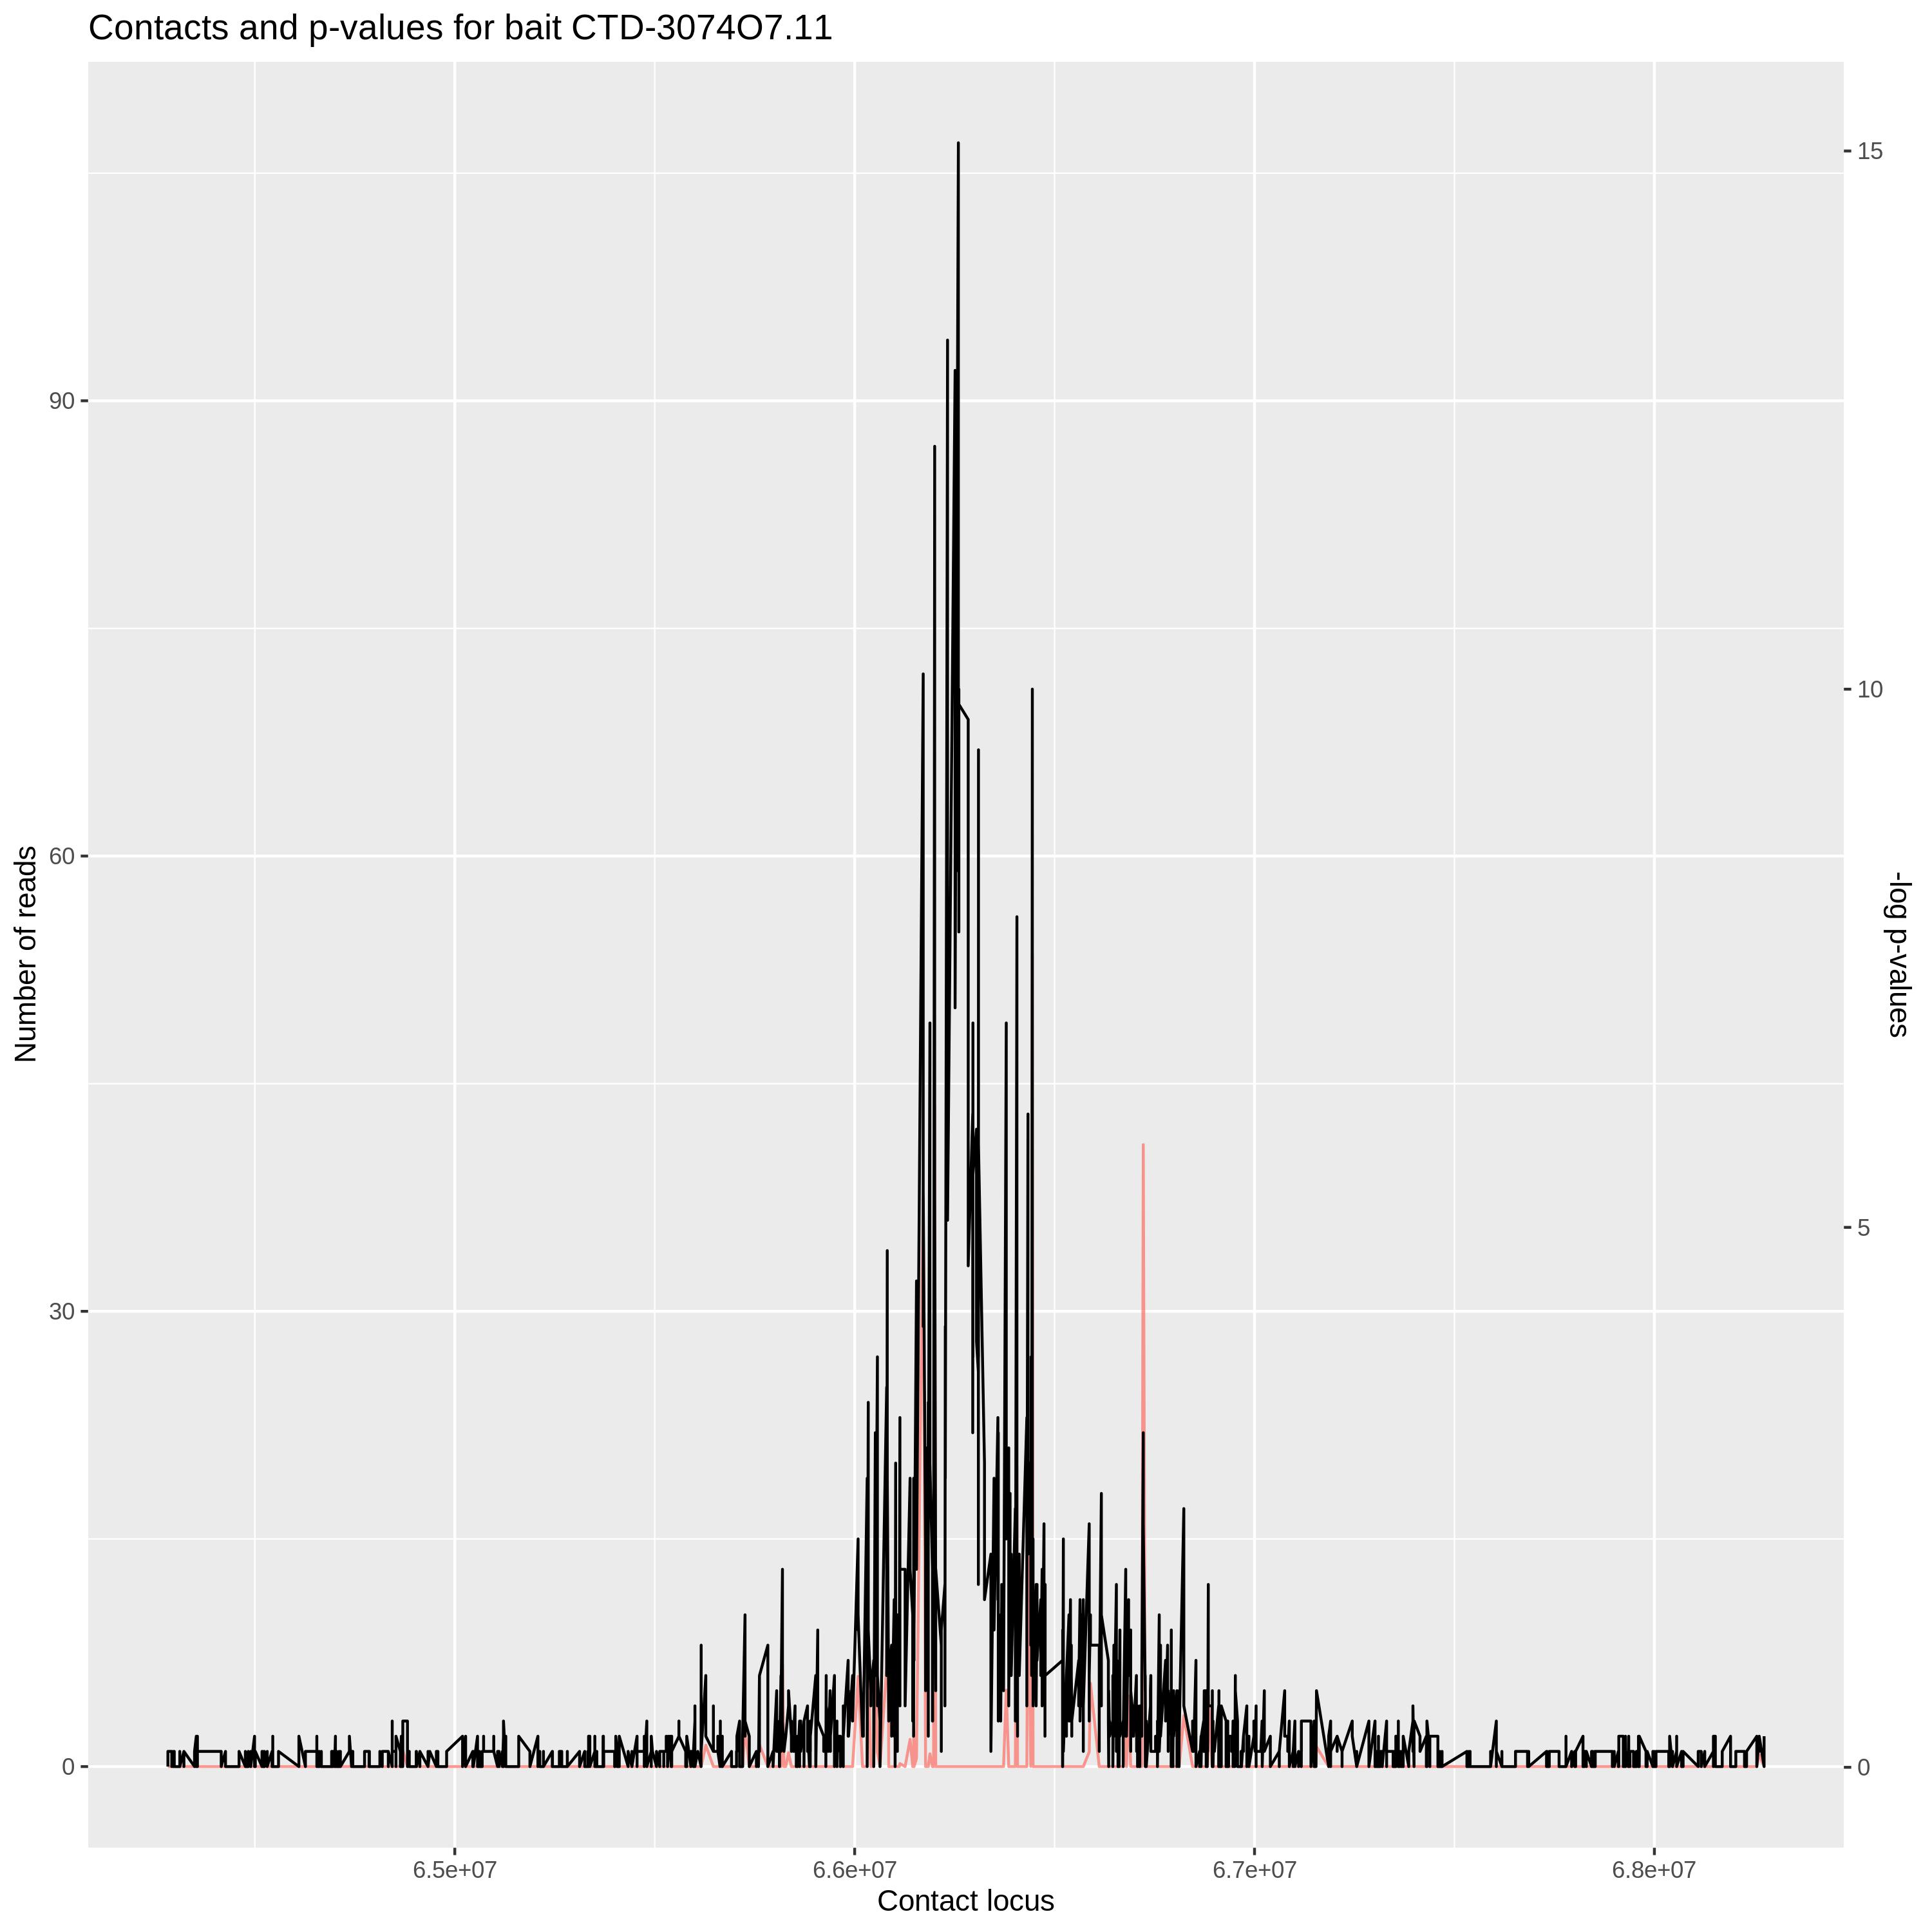 Contacts and p-values for bait CTD-3074O7.11
15
90
10
60
Number of reads
-log p-values
5
30
0
0
6.5e+07 6.6e+07 6.7e+07 6.8e+07
Contact locus